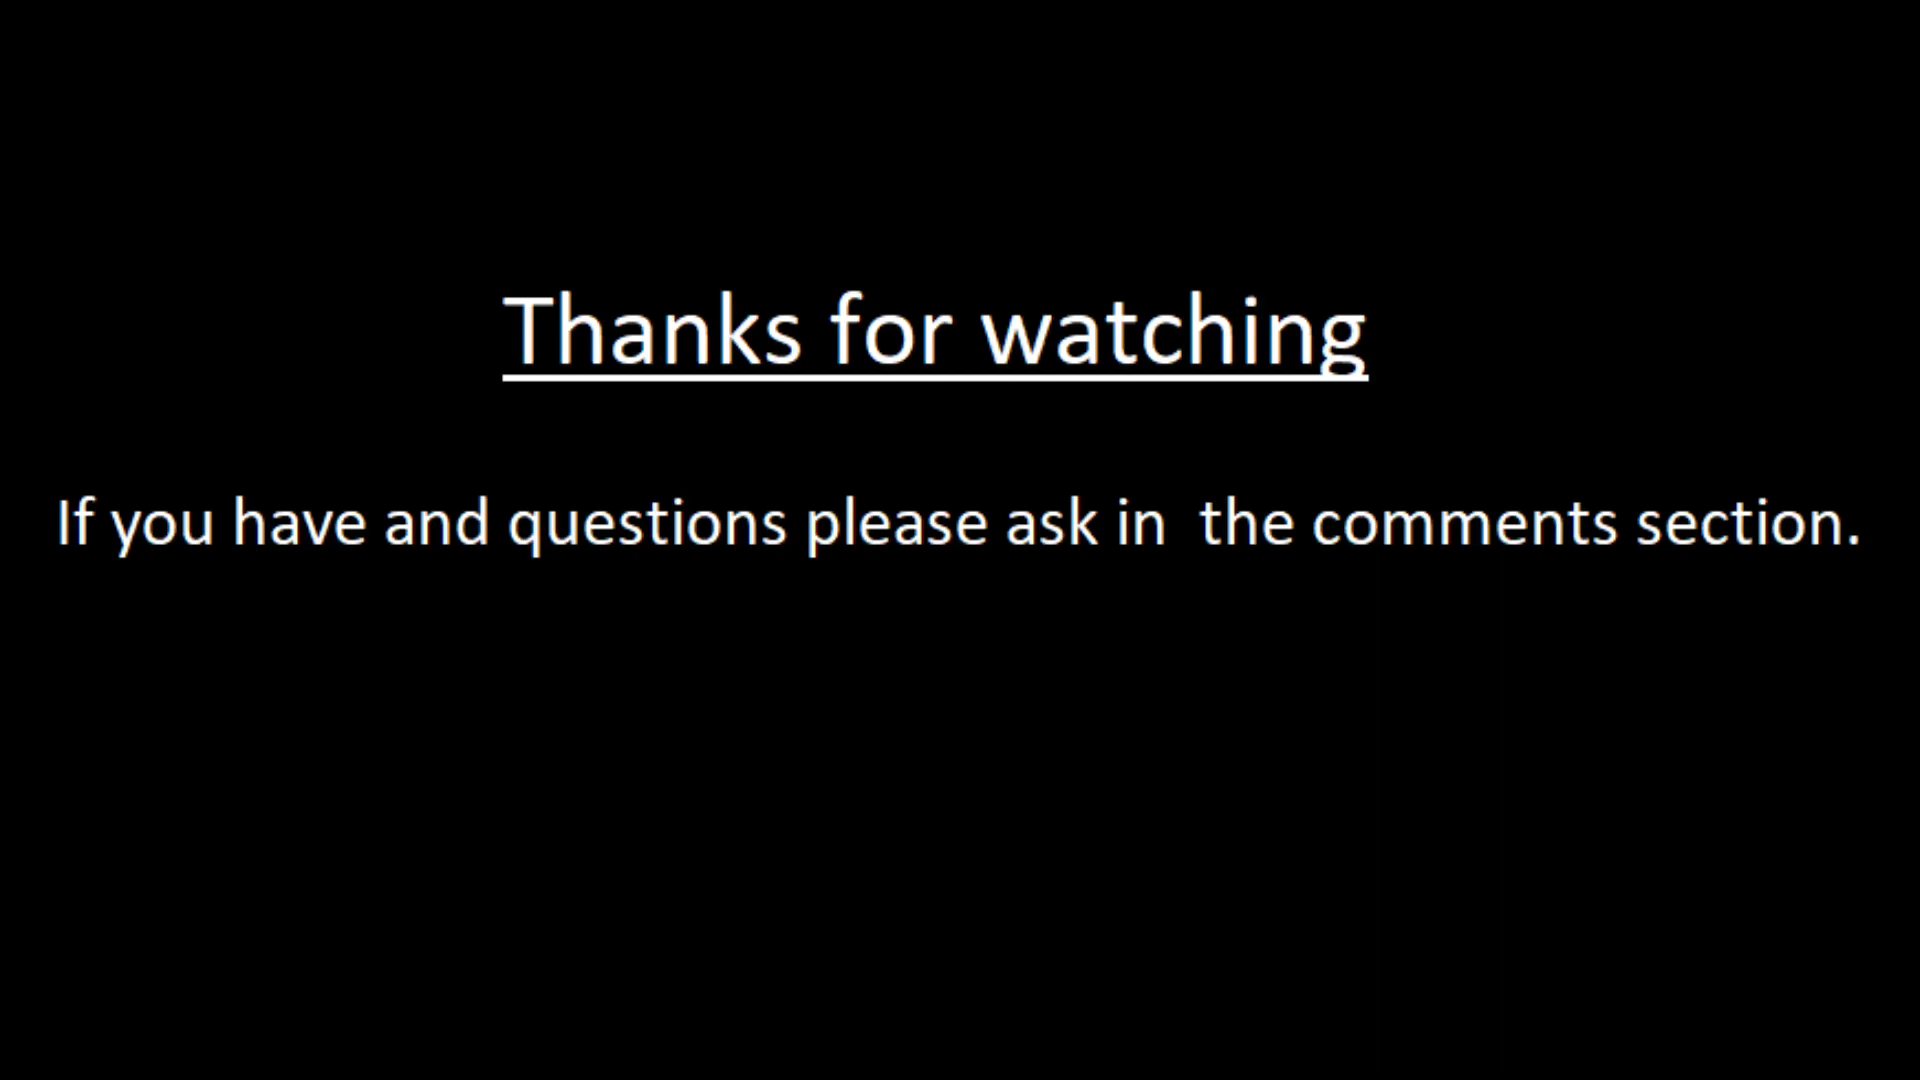 Thanks for watching
If you have and questions please ask in  the comments section.